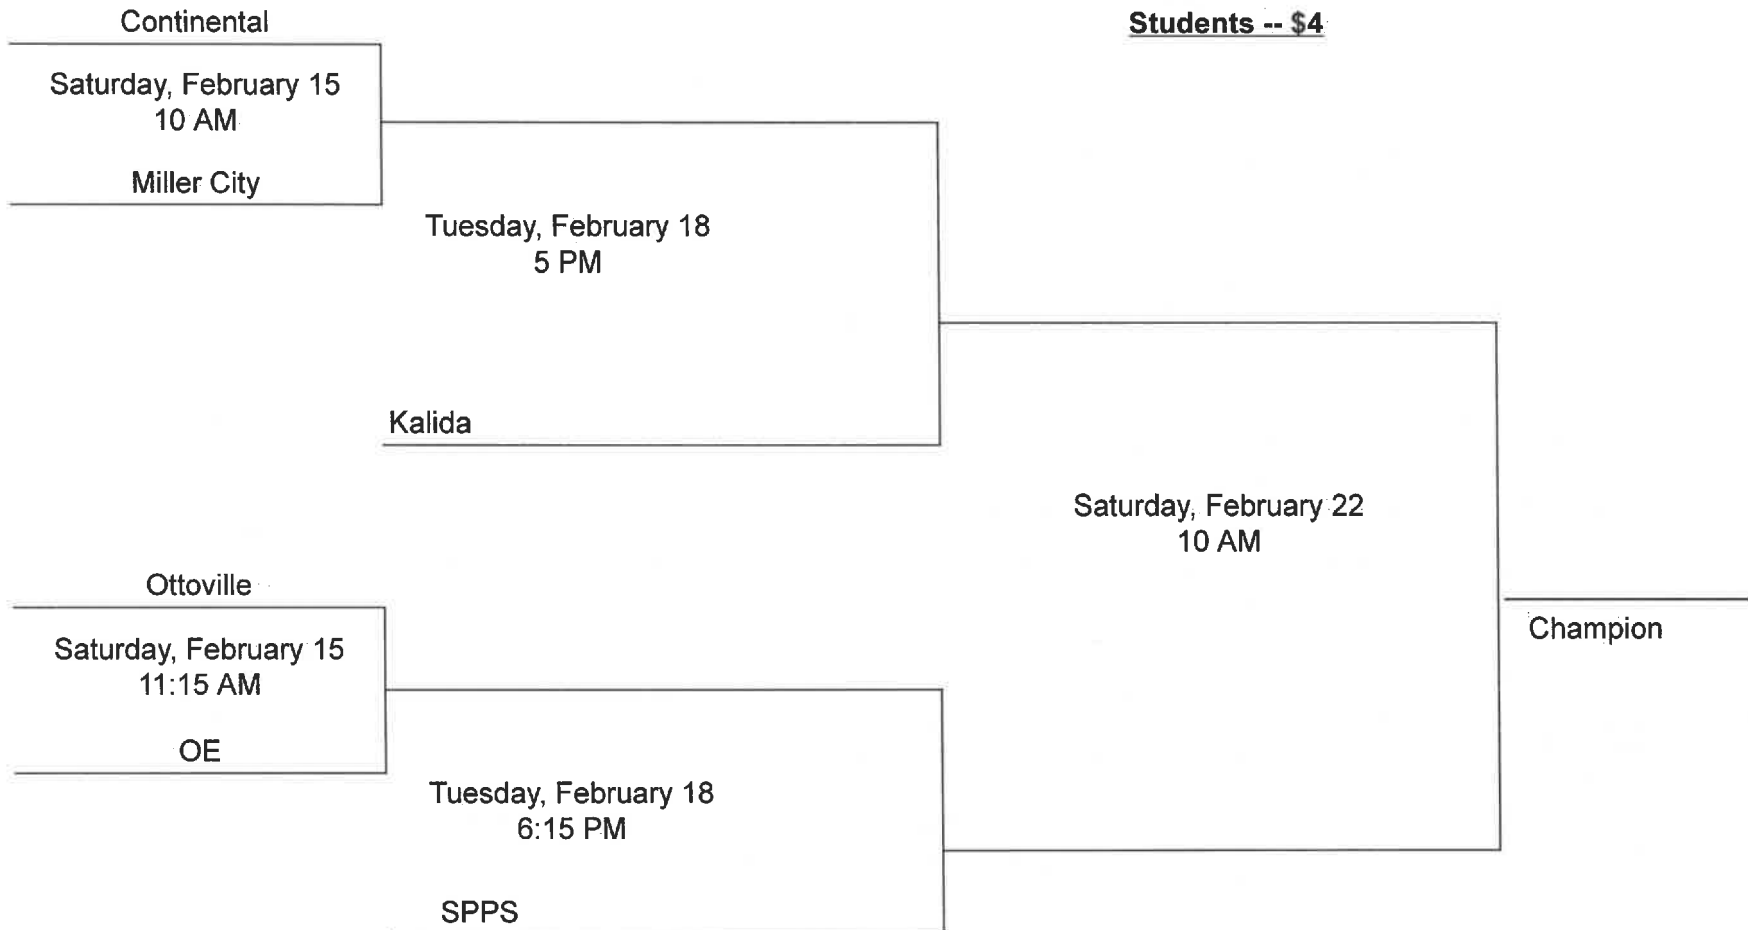 Continental
Students -- $4
Saturday, February 15
10 AM
Miller City
Tuesday, February 18
5 PM
Kalida
Saturday, February 22
10 AM
Ottoville
Saturday, February 15
11:15 AM
OE
Champion
Tuesday, February 18
6:15 PM
SPPS